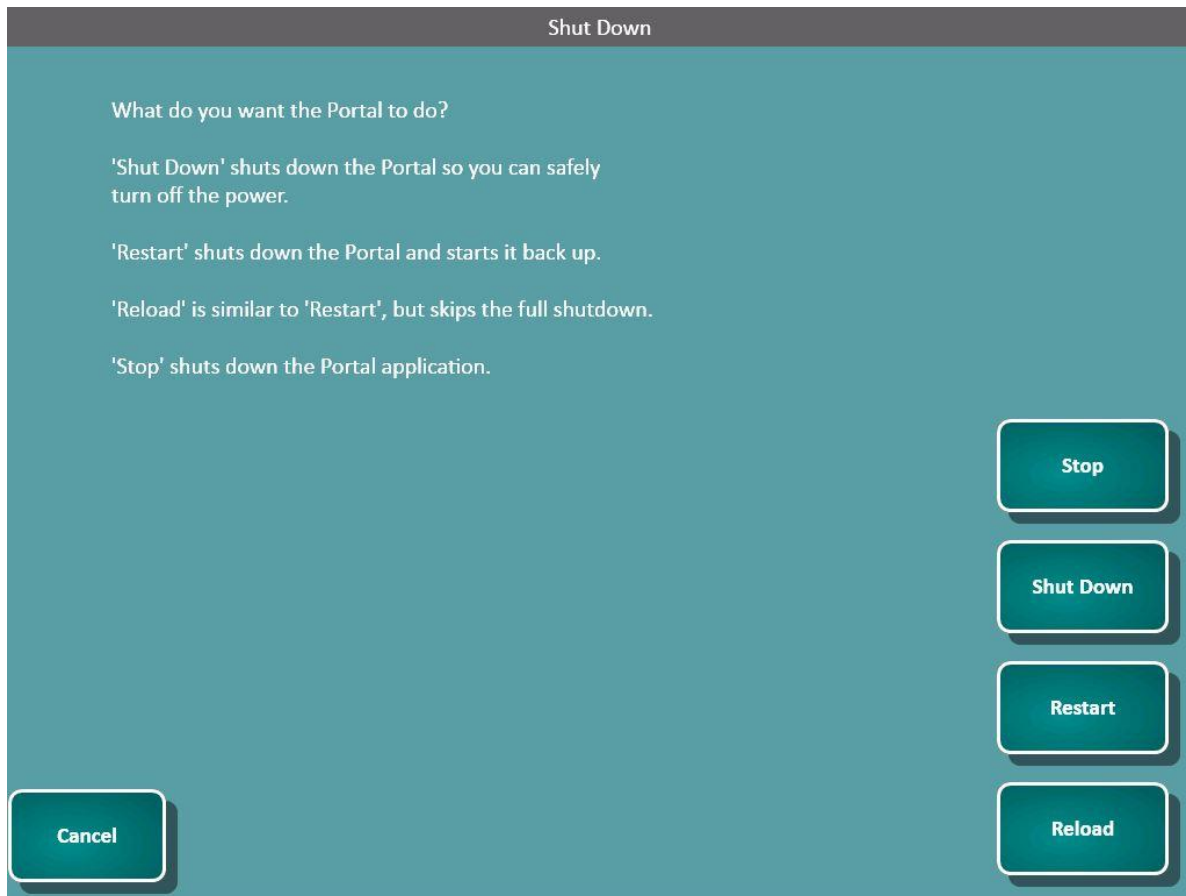 Shut Down
What do you want the Portal to do?
'Shut Down' shuts down the Portal so you can safely
turn off the power.
'Restart' shuts down the Portal and starts it back up.
'Reload' is similar to 'Restart', but skips the full shutdown.
'Stop' shuts down the Portal application.
Stop
Shut Down
Restart
Cancel
Reload